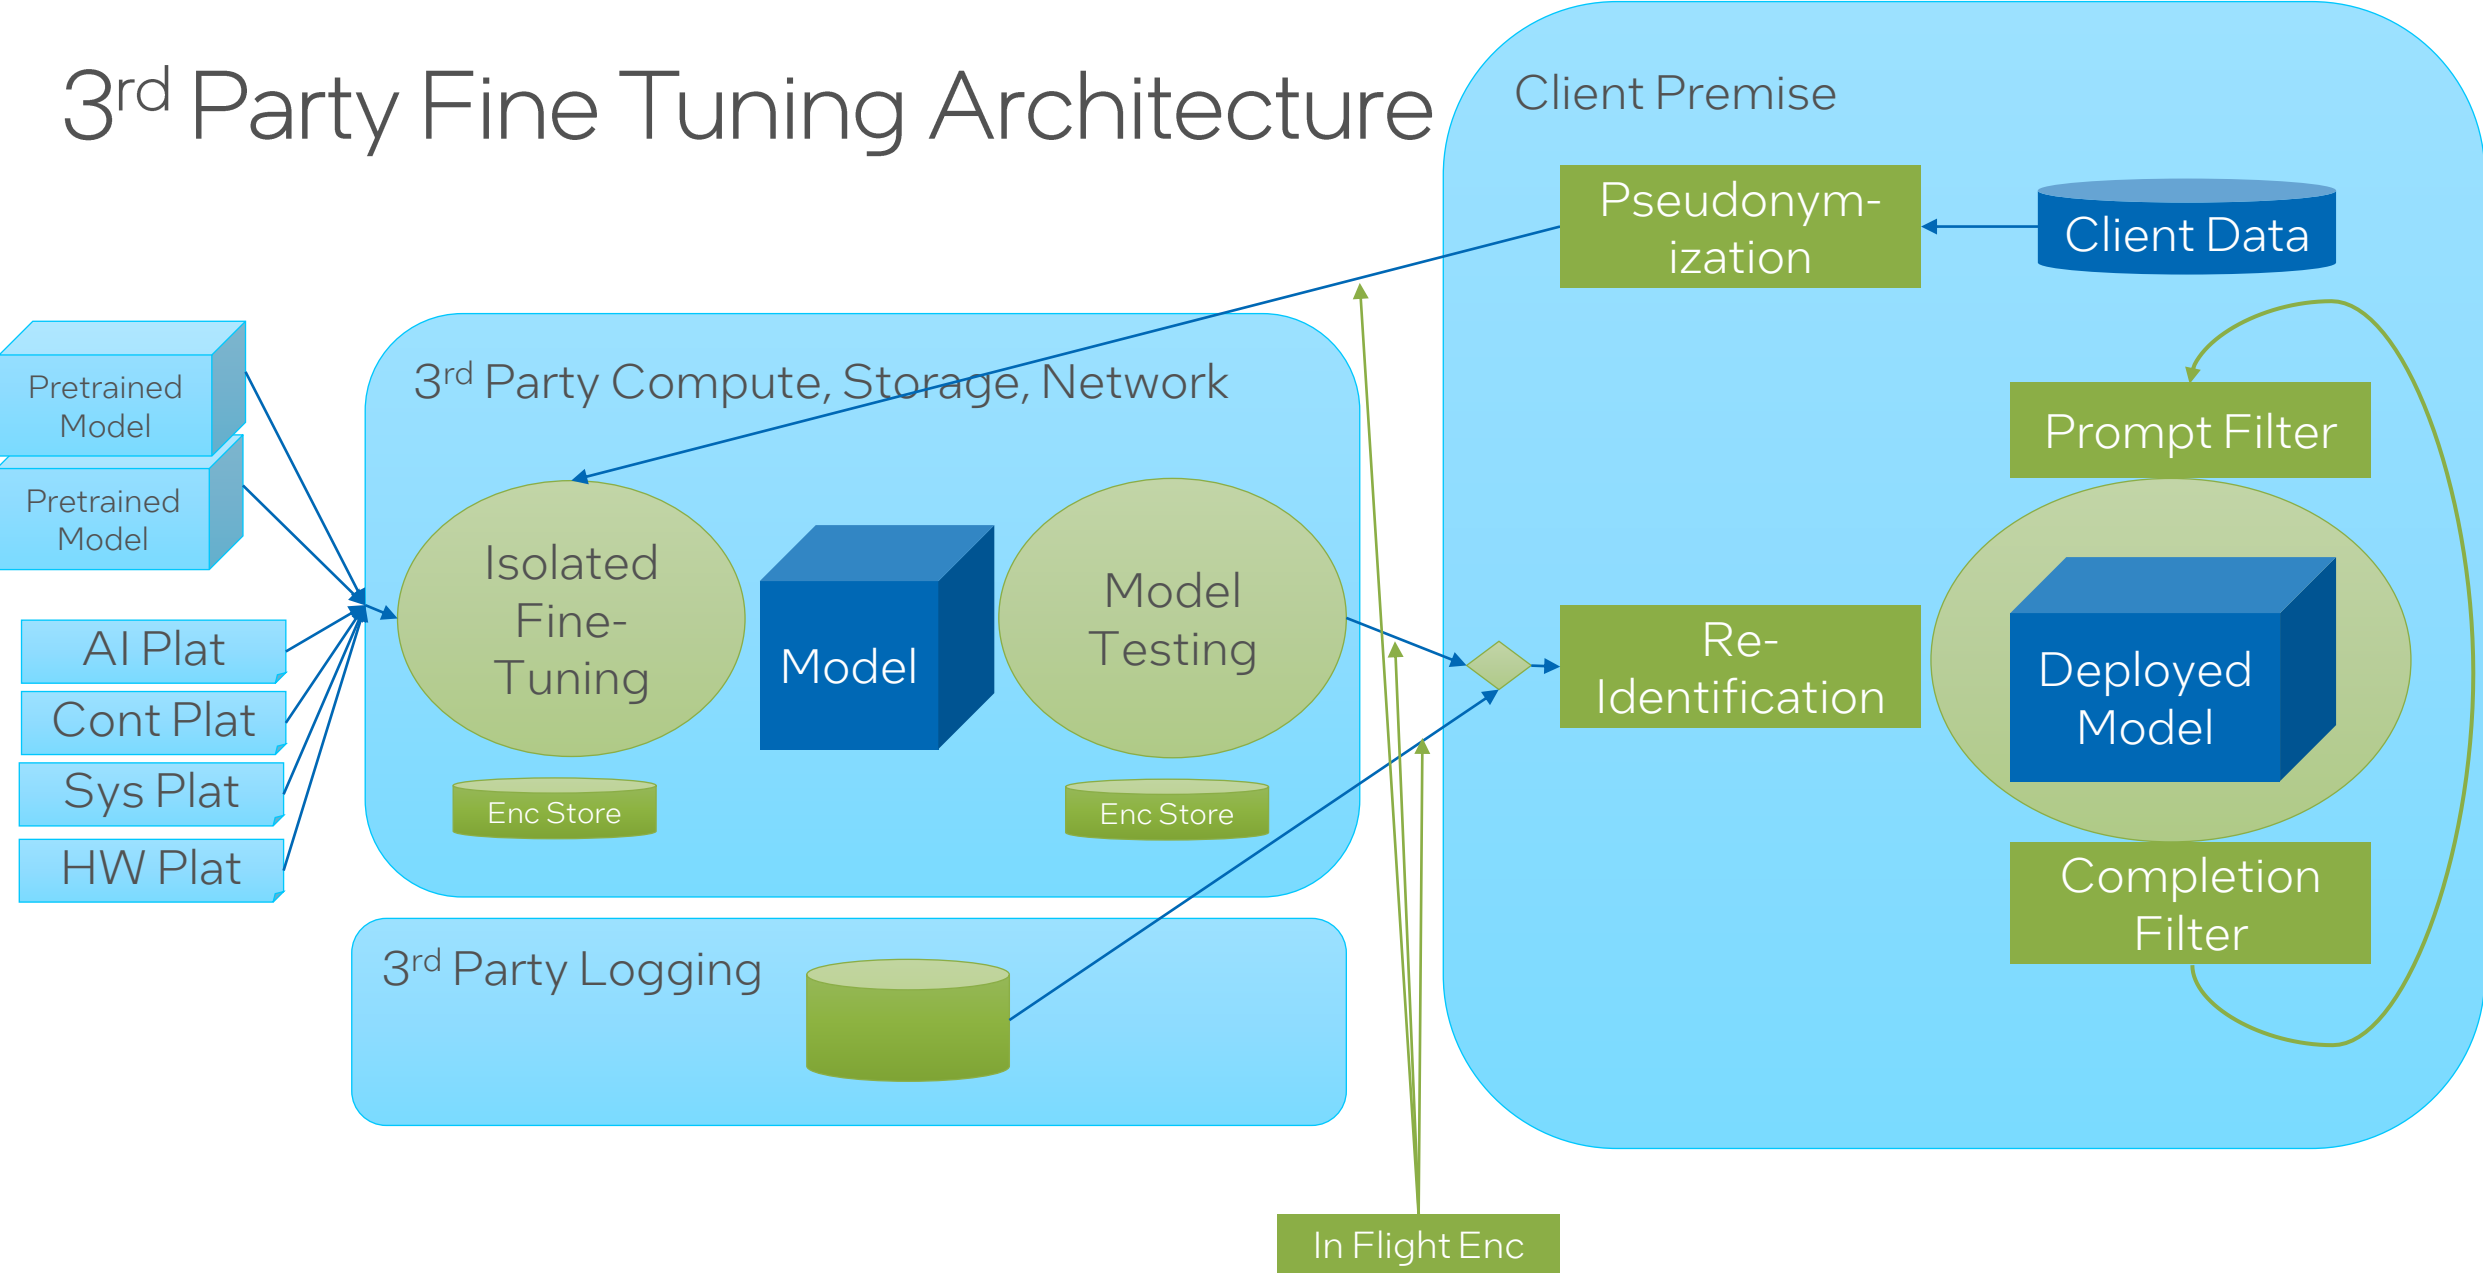 3rd Party Fine Tuning Architecture
Client Premise
Pseudonym-
ization
Client Data
Pretrained
Model
Pretrained
Model
3rd Party Compute, Storage, Network
Prompt Filter
Isolated
Fine-
Tuning
Model
Model
Testing
Re-
Identification
Deployed
Model
AI Plat
Cont Plat
Sys Plat
HW Plat
Enc Store
Enc Store
Completion
Filter
3rd Party Logging
In Flight Enc